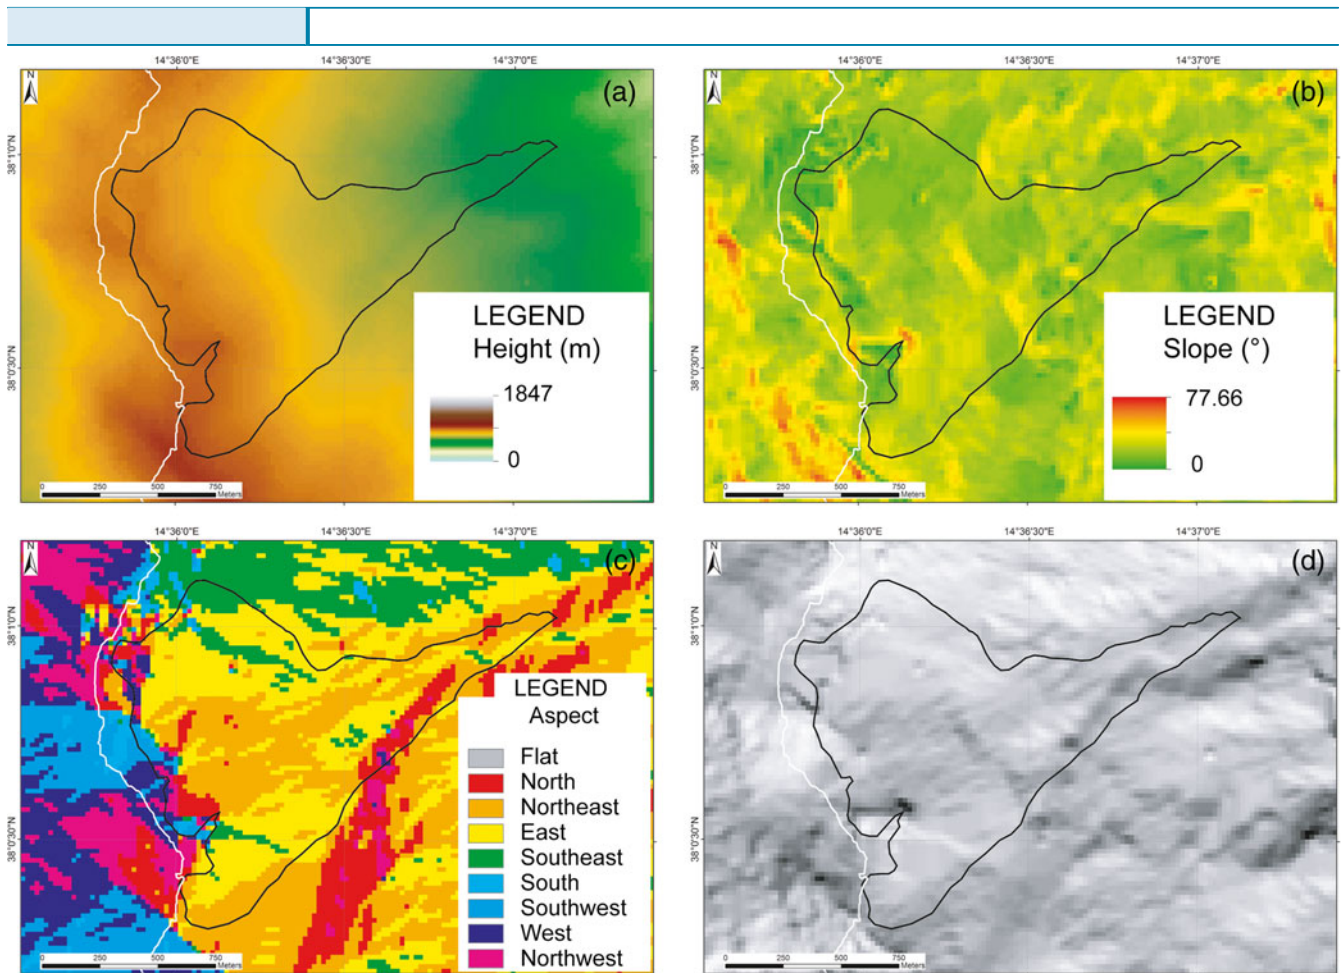 14°36'0"E 14°36'30"E 14°37'0"E
N
(a)
38°1'0"N
38°0'30"N
LEGEND
Height (m)
1847
0
0 250 500 750
Meters
14°36'0"E 14°36'30"E 14°37'0"E
N
(b)
38°1'0"N
38°0'30"N
LEGEND
Slope (°)
77.66
0
0 250 500 750
Meters
14°36'0"E 14°36'30"E 14°37'0"E
N
(c)
38°1'0"N
38°0'30"N
LEGEND
Aspect
Flat
North
Northeast
East
Southeast
South
Southwest
West
Northwest
0 250 500 750
Meters
14°36'0"E 14°36'30"E 14°37'0"E
N
(d)
38°1'0"N
38°0'30"N
0 250 500 750
Meters